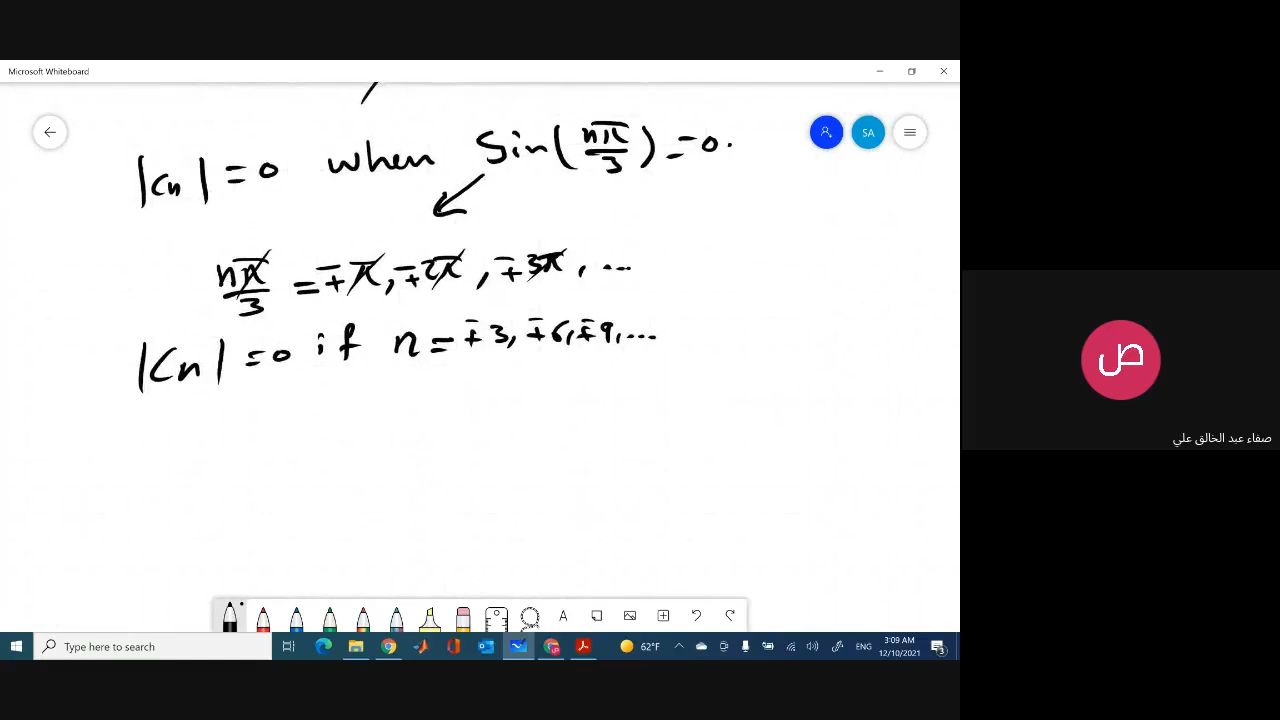 Microsoft Whiteboard
SA
|Cn| = 0 when Sin(nπ/3) = 0.
nπ/3 = ∓π, ∓2π, ∓3π, ...
|Cn| = 0 if n = ∓3, ∓6, ∓9, ...
ص
صفاء عبد الخالق علي
A
Type here to search
62°F
ENG
3:09 AM
12/10/2021
3